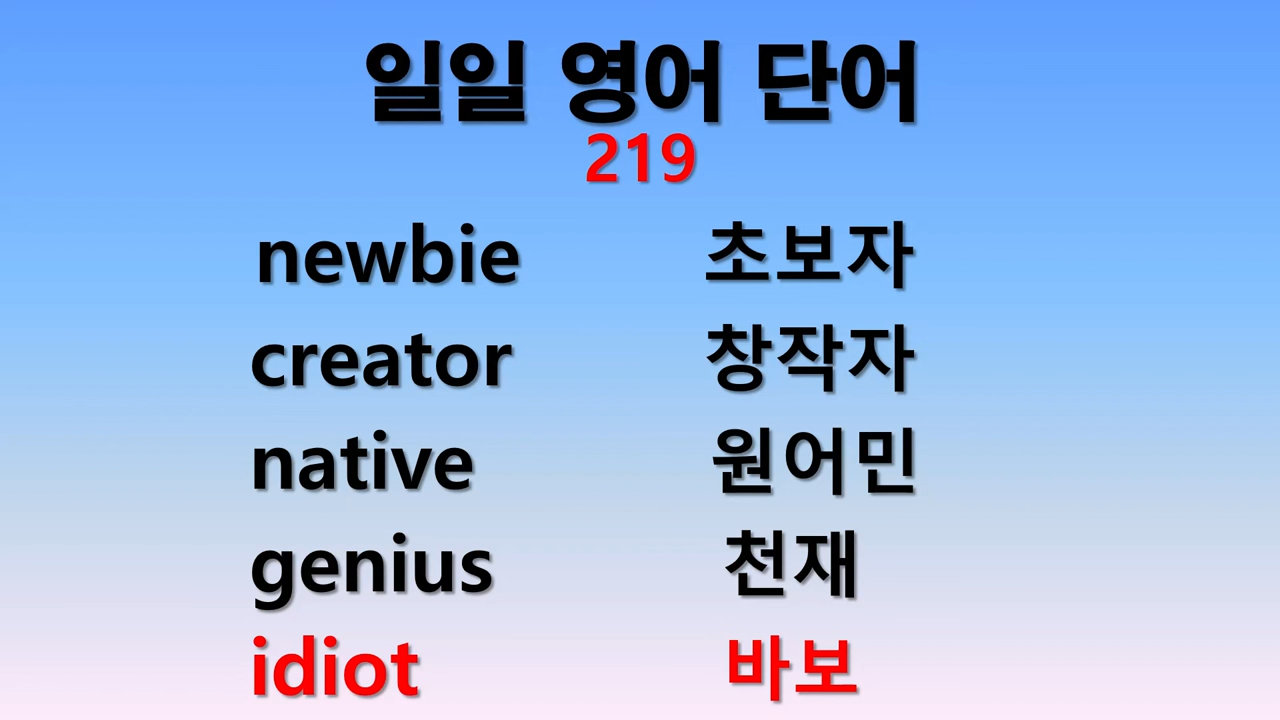 일일 영어 단어
219
newbie 초보자
creator 창작자
native 원어민
genius 천재
idiot 바보